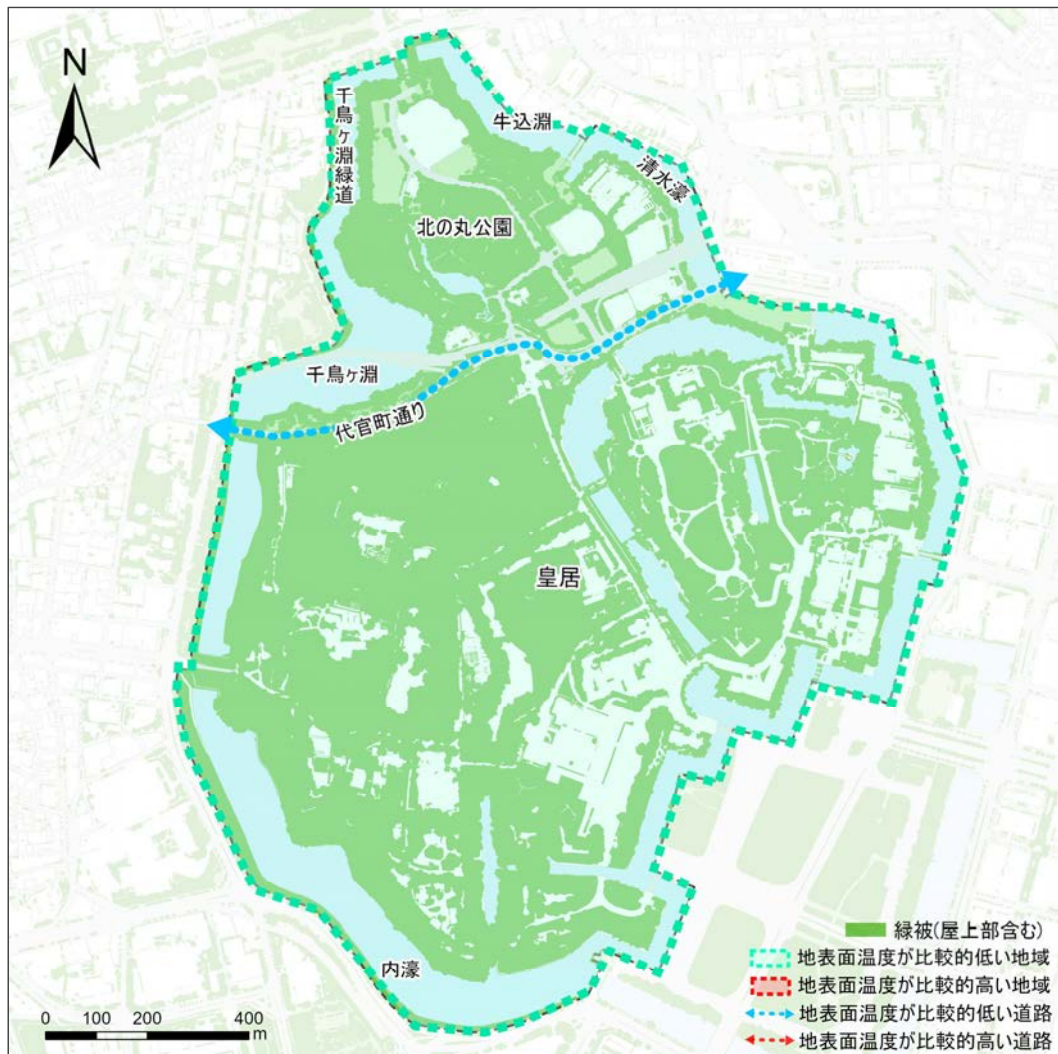 N
千鳥ヶ淵緑道
牛込淵
清水濠
北の丸公園
千鳥ヶ淵
代官町通り
皇居
内濠
緑被(屋上部含む)
地表面温度が比較的低い地域
地表面温度が比較的高い地域
地表面温度が比較的低い道路
地表面温度が比較的高い道路
0 100 200 400
m